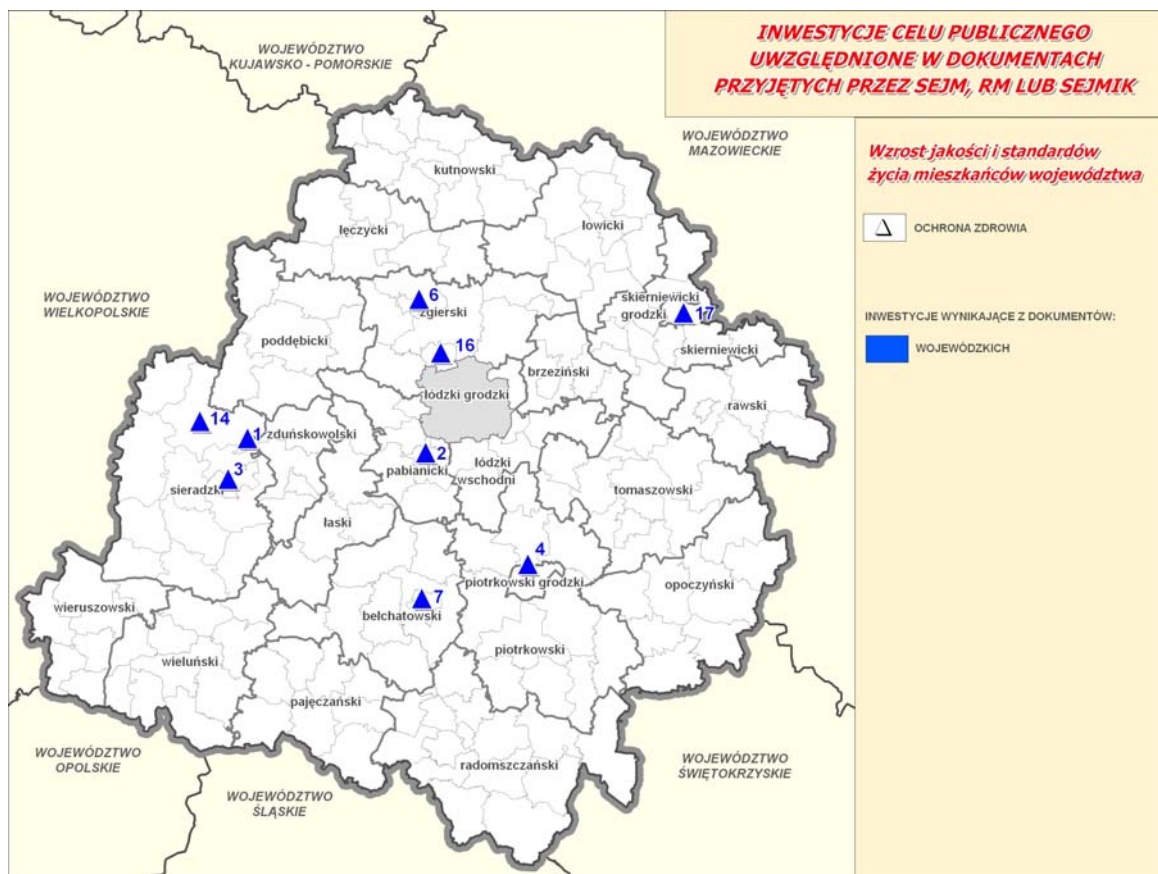 INWESTYCJE CELU PUBLICZNEGO
UWZGLĘDNIONE W DOKUMENTACH
PRZYJĘTYCH PRZEZ SEJM, RM LUB SEJMIK
Wzrost jakości i standardów
życia mieszkańców województwa
OCHRONA ZDROWIA
INWESTYCJE WYNIKAJĄCE Z DOKUMENTÓW:
WOJEWÓDZKICH
WOJEWÓDZTWO
KUJAWSKO - POMORSKIE
WOJEWÓDZTWO
MAZOWIECKIE
kutnowski
łęczycki
łowicki
WOJEWÓDZTWO
WIELKOPOLSKIE
6
zgierski
skierniewicki
grodzki
17
poddębicki
16
skierniewicki
brzeziński
łódzki grodzki
rawski
14
1
zduńskowolski
2
pabianicki
łódzki
wschodni
3
sieradzki
tomaszowski
łaski
4
piotrkowski grodzki
opoczyński
7
bełchatowski
wieruszowski
piotrkowski
wieluński
pajęczański
radomszczański
WOJEWÓDZTWO
OPOLSKIE
WOJEWÓDZTWO
ŚLĄSKIE
WOJEWÓDZTWO
ŚWIĘTOKRZYSKIE